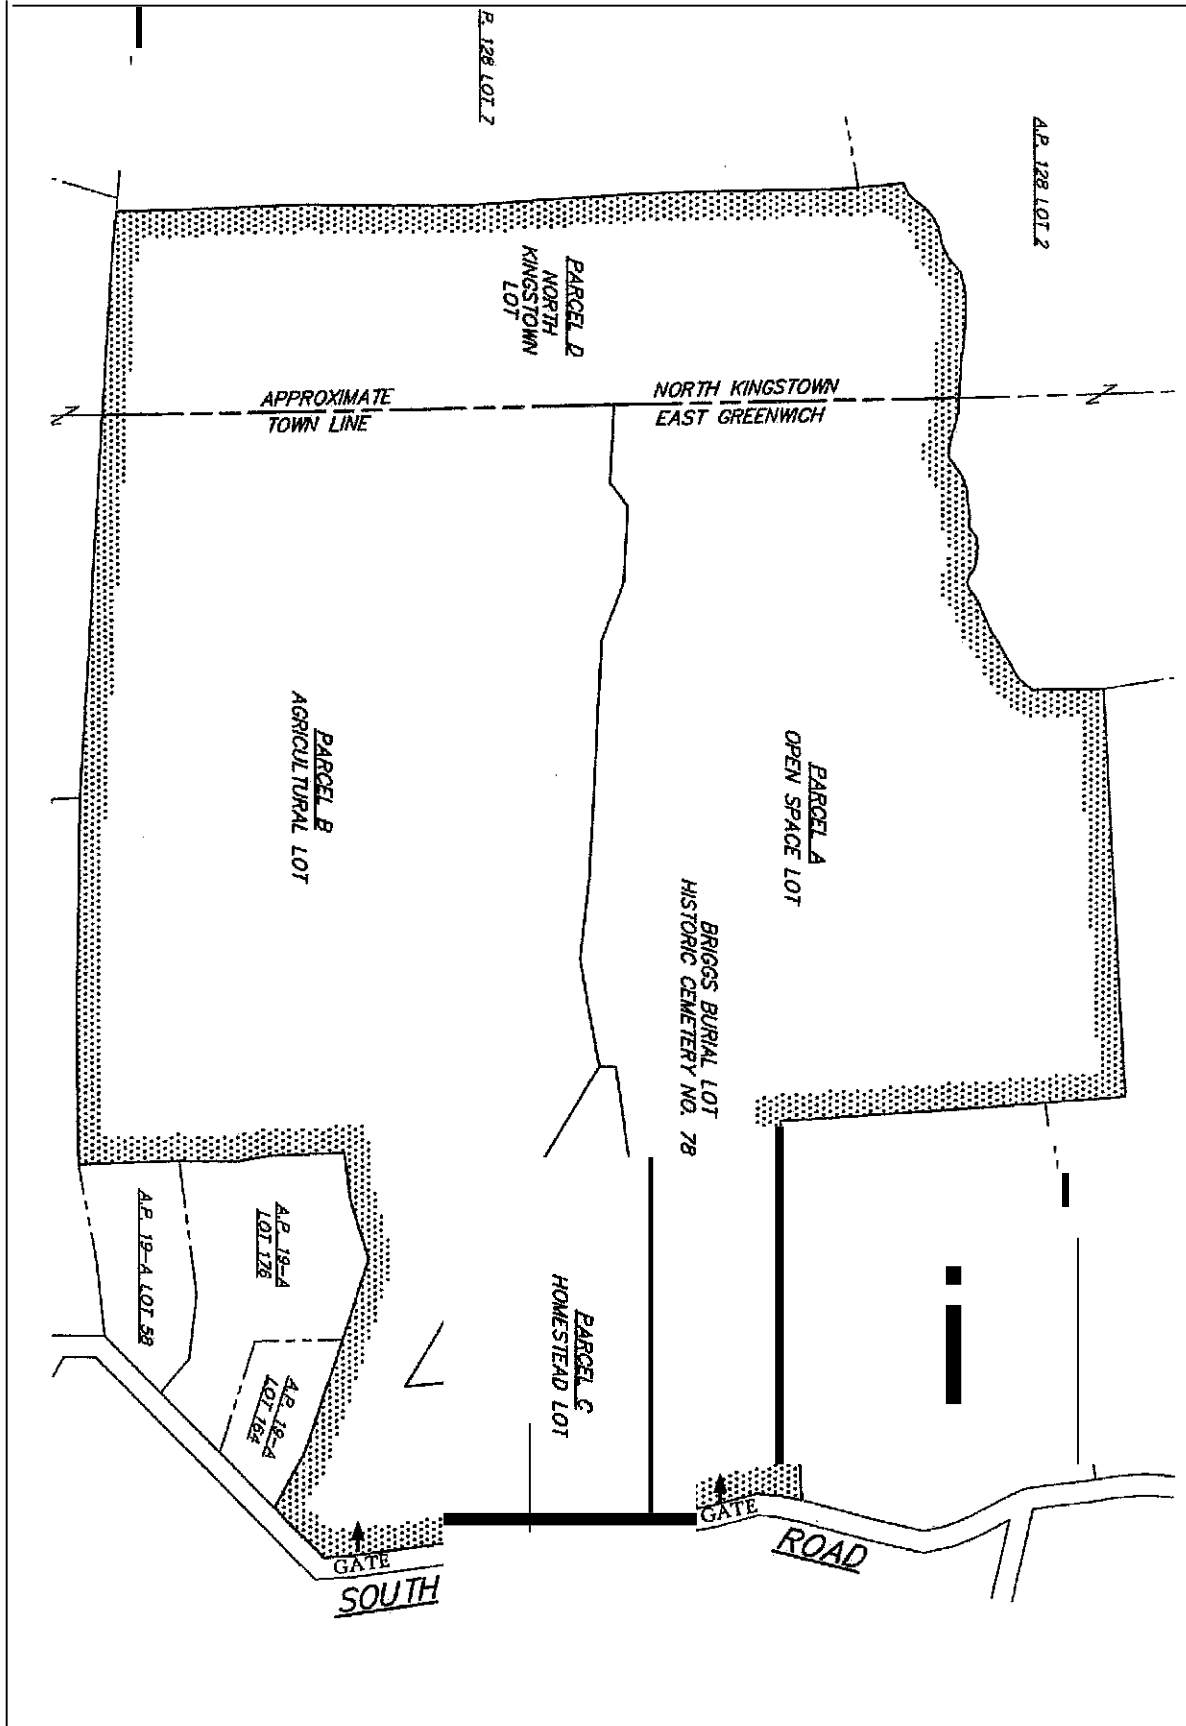 P. 128 LOT 2
A.P. 128 LOT 2
PARCEL D
NORTH
KINGSTOWN
LOT
APPROXIMATE
TOWN LINE
NORTH KINGSTOWN
EAST GREENWICH
PARCEL B
AGRICULTURAL LOT
PARCEL A
OPEN SPACE LOT
BRIGGS BURIAL LOT
HISTORIC CEMETERY NO. 78
A.P. 19-A LOT 58
A.P. 19-A
LOT 176
A.P. 19-A
LOT 164
PARCEL C
HOMESTEAD LOT
GATE
GATE
SOUTH
ROAD